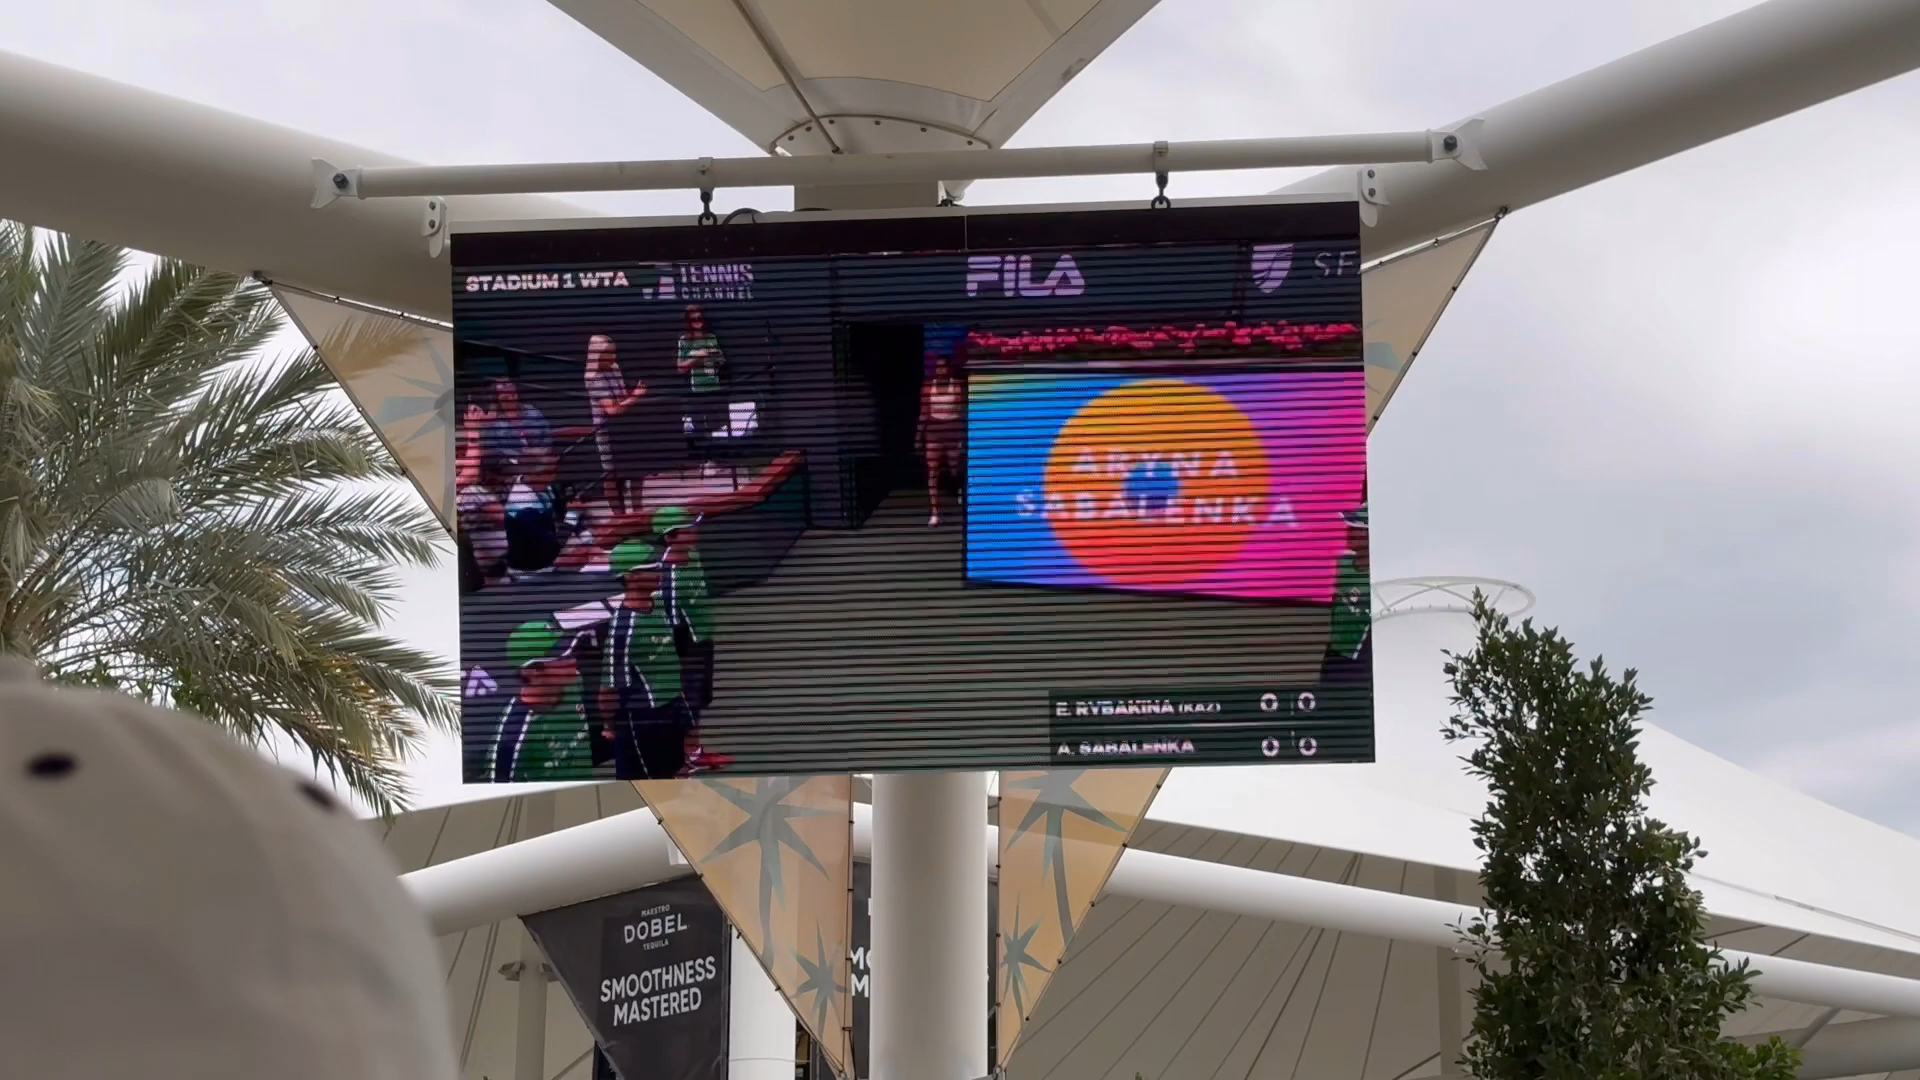 STADIUM 1 WTA
TENNIS
CHANNEL
FILA
ARYNA
SABALENKA
E. RYBAKINA (KAZ) 0 0
A. SABALENKA 0 0
MAESTRO
DOBEL
TEQUILA
SMOOTHNESS
MASTERED